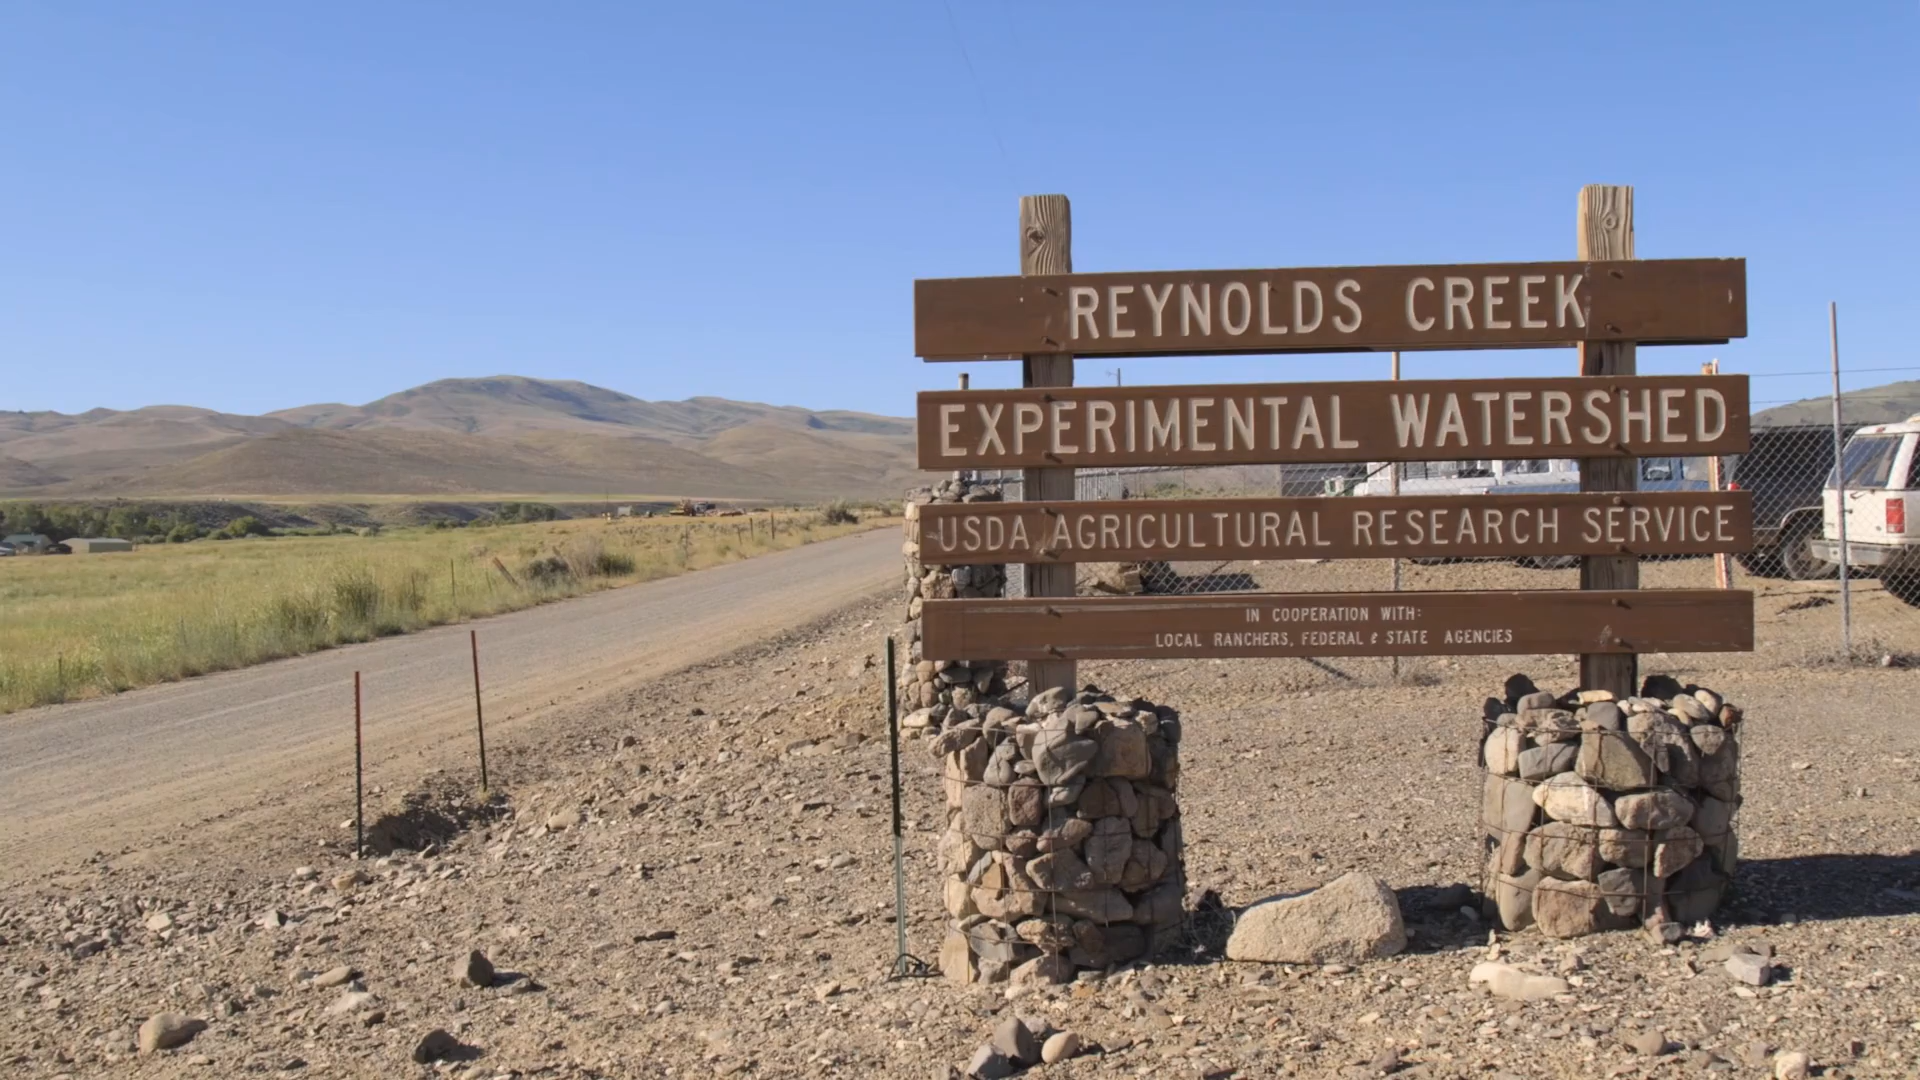 REYNOLDS CREEK
EXPERIMENTAL WATERSHED
USDA AGRICULTURAL RESEARCH SERVICE
IN COOPERATION WITH:
LOCAL RANCHERS, FEDERAL & STATE AGENCIES